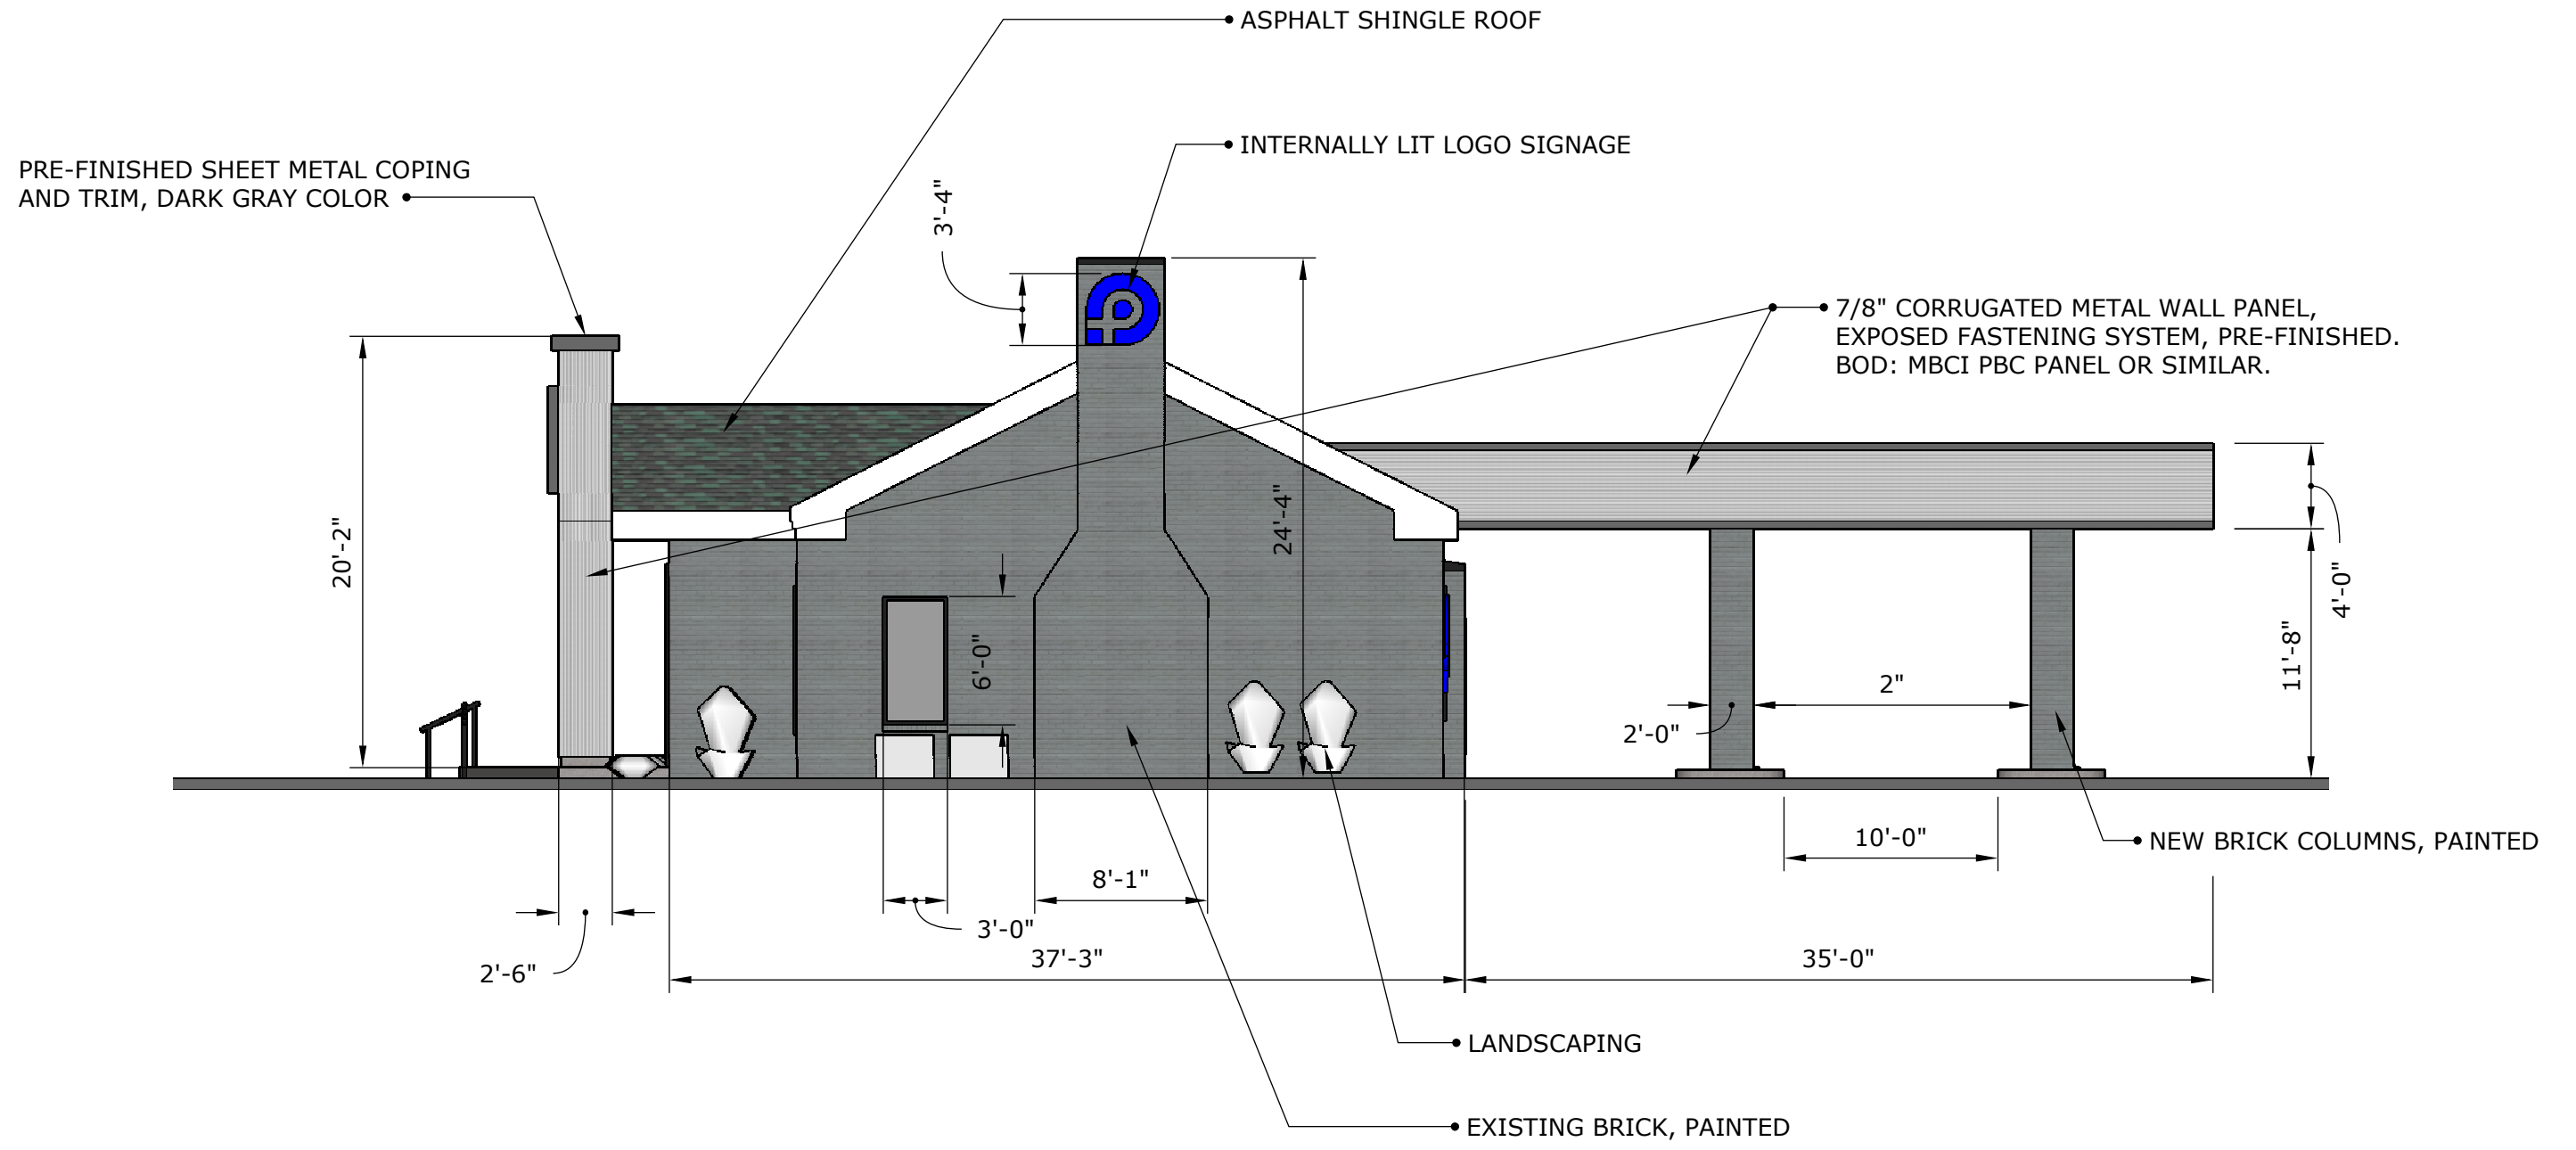 ASPHALT SHINGLE ROOF
INTERNALLY LIT LOGO SIGNAGE
PRE-FINISHED SHEET METAL COPING
AND TRIM, DARK GRAY COLOR
3'-4"
7/8" CORRUGATED METAL WALL PANEL,
EXPOSED FASTENING SYSTEM, PRE-FINISHED.
BOD: MBCI PBC PANEL OR SIMILAR.
20'-2"
24'-4"
4'-0"
6'-0"
11'-8"
2"
2'-0"
10'-0"
NEW BRICK COLUMNS, PAINTED
8'-1"
3'-0"
2'-6"
37'-3"
35'-0"
LANDSCAPING
EXISTING BRICK, PAINTED